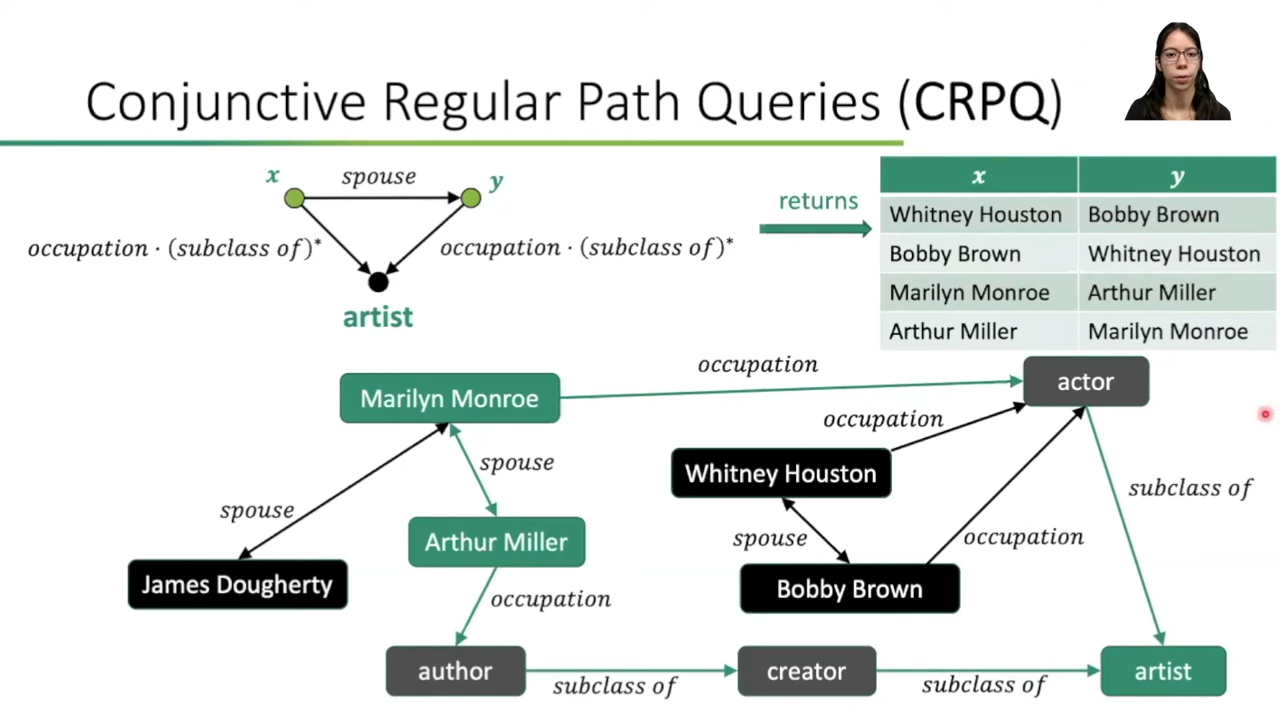 Conjunctive Regular Path Queries (CRPQ)
x spouse y
occupation · (subclass of)* occupation · (subclass of)*
artist
returns
x y
Whitney Houston Bobby Brown
Bobby Brown Whitney Houston
Marilyn Monroe Arthur Miller
Arthur Miller Marilyn Monroe
occupation
Marilyn Monroe
actor
occupation
spouse
Whitney Houston
subclass of
spouse
Arthur Miller
spouse
occupation
James Dougherty
Bobby Brown
occupation
author
subclass of
creator
subclass of
artist